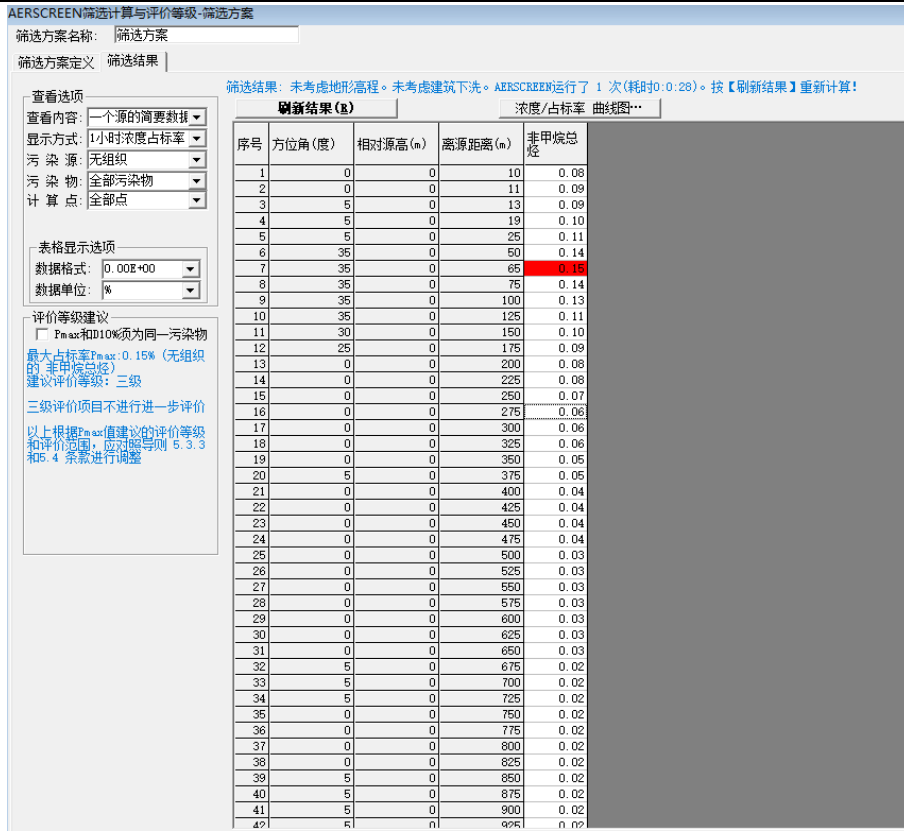 AERSCREEN筛选计算与评价等级-筛选方案
筛选方案名称: 筛选方案
筛选方案定义 筛选结果
筛选结果: 未考虑地形高程。未考虑建筑下洗。AERSCREEN运行了 1 次(耗时0:0:28)。按【刷新结果】重新计算!
刷新结果(R) 浓度/占标率 曲线图…
查看选项
查看内容: 一个源的简要数据
显示方式: 1小时浓度占标率
污 染 源: 无组织
污 染 物: 全部污染物
计 算 点: 全部点
表格显示选项
数据格式: 0.00E+00
数据单位: %
评价等级建议
Pmax和D10%须为同一污染物
最大占标率Pmax:0.15% (无组织
的 非甲烷总烃)
建议评价等级: 三级
三级评价项目不进行进一步评价
以上根据Pmax值建议的评价等级
和评价范围，应对照导则 5.3.3
和5.4 条款进行调整
序号 方位角(度) 相对源高(m) 离源距离(m) 非甲烷总
烃
1 0 0 10 0.08
2 0 0 11 0.09
3 5 0 13 0.09
4 5 0 19 0.10
5 5 0 25 0.11
6 35 0 50 0.14
7 35 0 65 0.15
8 35 0 75 0.14
9 35 0 100 0.13
10 35 0 125 0.11
11 30 0 150 0.10
12 25 0 175 0.09
13 0 0 200 0.08
14 0 0 225 0.08
15 0 0 250 0.07
16 0 0 275 0.06
17 0 0 300 0.06
18 0 0 325 0.06
19 0 0 350 0.05
20 5 0 375 0.05
21 0 0 400 0.04
22 0 0 425 0.04
23 0 0 450 0.04
24 0 0 475 0.04
25 0 0 500 0.03
26 0 0 525 0.03
27 0 0 550 0.03
28 0 0 575 0.03
29 0 0 600 0.03
30 0 0 625 0.03
31 0 0 650 0.03
32 5 0 675 0.02
33 5 0 700 0.02
34 5 0 725 0.02
35 0 0 750 0.02
36 0 0 775 0.02
37 0 0 800 0.02
38 0 0 825 0.02
39 5 0 850 0.02
40 5 0 875 0.02
41 5 0 900 0.02
42 5 0 925 0.02